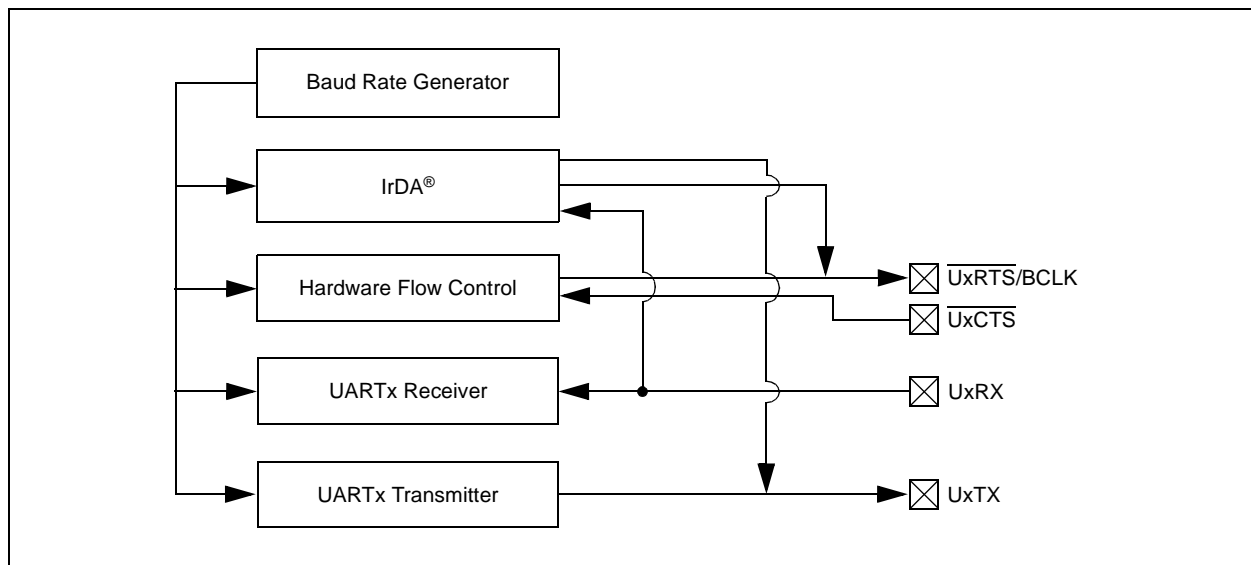 Baud Rate Generator
IrDA®
Hardware Flow Control
UxRTS/BCLK
UxCTS
UARTx Receiver
UxRX
UARTx Transmitter
UxTX